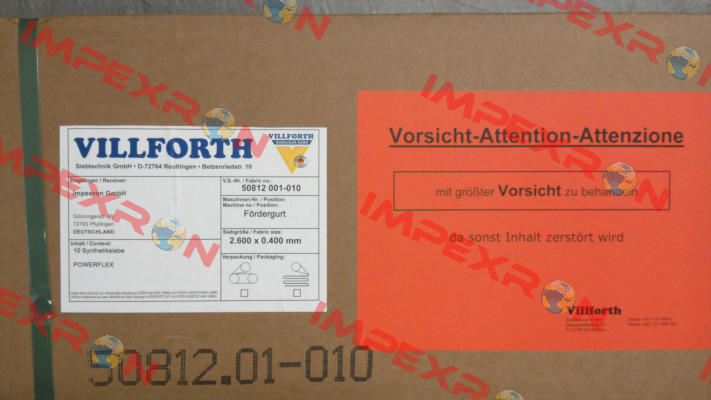 VILLFORTH
VILLFORTH
Siebtechnik GmbH
Siebtechnik GmbH • D-72764 Reutlingen • Betzenriedstr. 10
Empfänger / Receiver:
Impexron GmbH
72793 Pfullingen
DEUTSCHLAND
Inhalt / Content:
10 Synthetiksiebe
POWERFLEX
V.S.-Nr. / Fabric no.:
50812 001-010
Maschinen-Nr. / Position:
Machine no / Position:
Fördergurt
Siebgröße / Fabric size:
2.600 x 0.400 mm
Verpackung / Packaging:
Vorsicht-Attention-Attenzione
mit größter Vorsicht zu behandeln
da sonst Inhalt zerstört wird
Villforth
50812.01-010
IMPEXRON
IMPEXRON
IMPEXRON
IMPEXRON
IMPEXRON